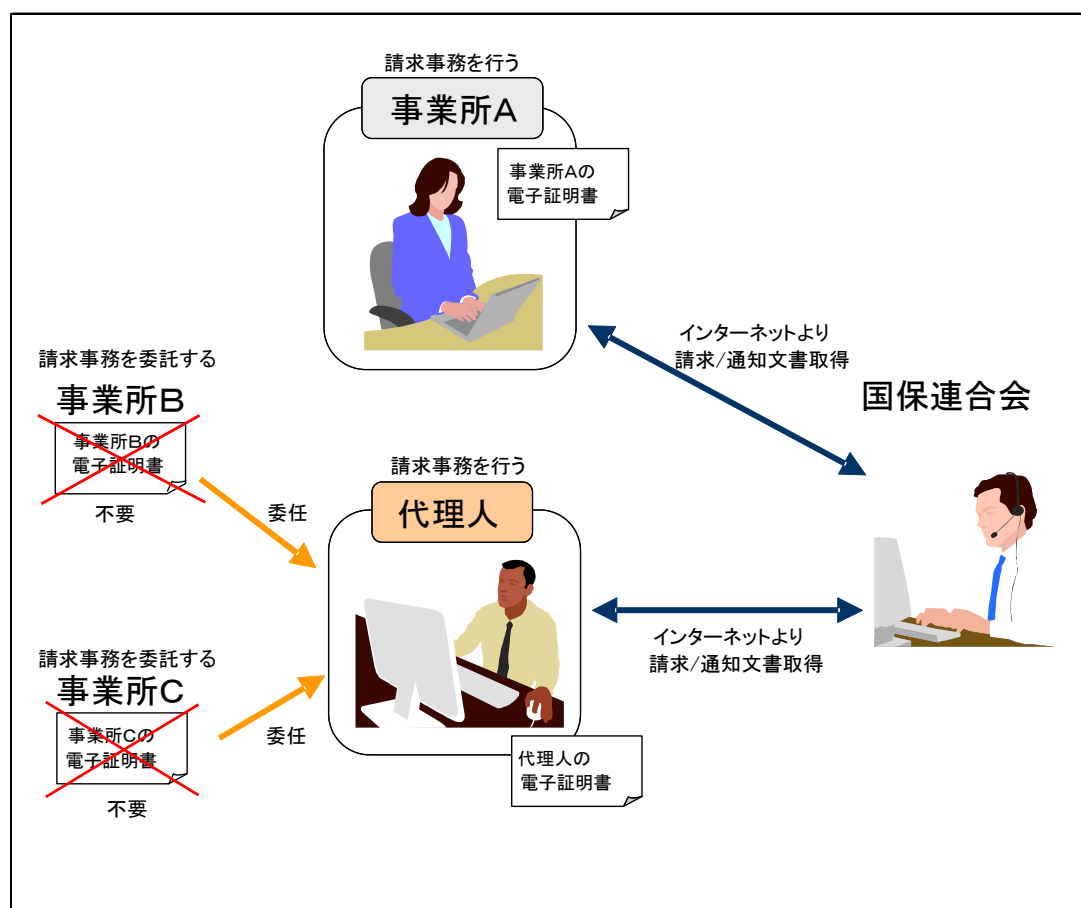 請求事務を行う
事業所A
事業所Aの
電子証明書
インターネットより
請求/通知文書取得
国保連合会
請求事務を委託する
事業所B
事業所Bの
電子証明書
不要
委任
請求事務を行う
代理人
インターネットより
請求/通知文書取得
請求事務を委託する
事業所C
事業所Cの
電子証明書
不要
委任
代理人の
電子証明書